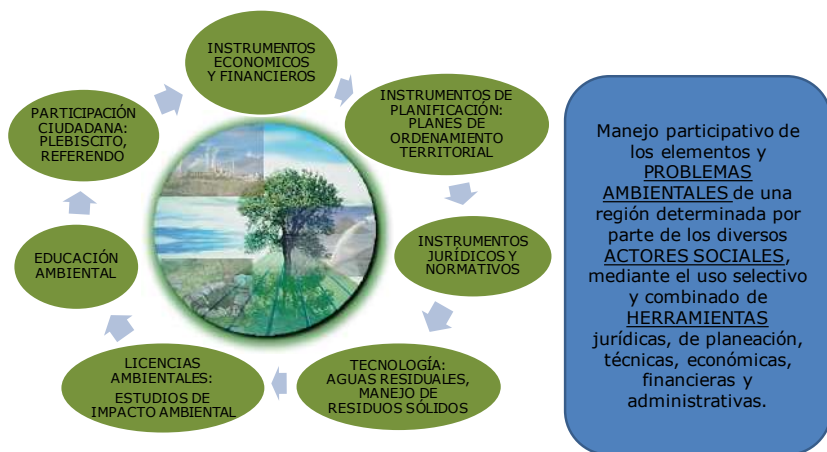 INSTRUMENTOS
ECONOMICOS
Y FINANCIEROS
INSTRUMENTOS DE
PLANIFICACIÓN:
PLANES DE
ORDENAMIENTO
TERRITORIAL
INSTRUMENTOS
JURÍDICOS Y
NORMATIVOS
TECNOLOGÍA:
AGUAS RESIDUALES,
MANEJO DE
RESIDUOS SÓLIDOS
LICENCIAS
AMBIENTALES:
ESTUDIOS DE
IMPACTO AMBIENTAL
EDUCACIÓN
AMBIENTAL
PARTICIPACIÓN
CIUDADANA:
PLEBISCITO,
REFERENDO
Manejo participativo de
los elementos y
PROBLEMAS
AMBIENTALES de una
región determinada por
parte de los diversos
ACTORES SOCIALES,
mediante el uso selectivo
y combinado de
HERRAMIENTAS
jurídicas, de planeación,
técnicas, económicas,
financieras y
administrativas.